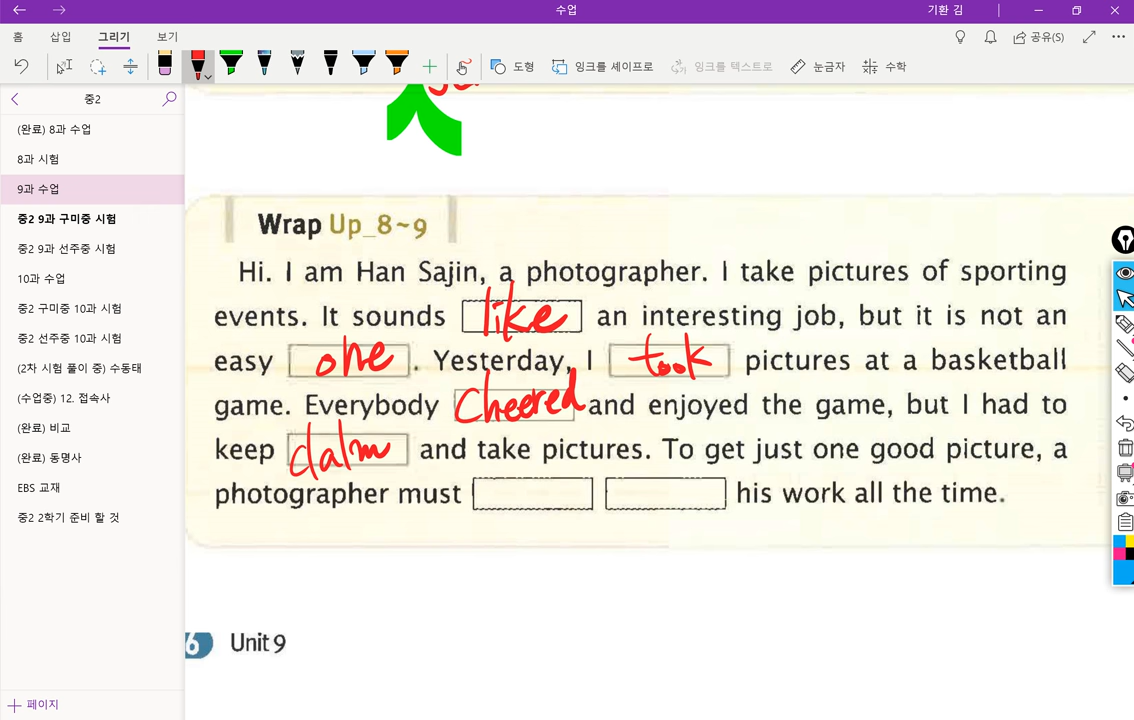 수업
기환 김
홈 삽입 그리기 보기
공유(S)
도형 잉크를 셰이프로 잉크를 텍스트로 눈금자 수학
중2
(완료) 8과 수업
8과 시험
9과 수업
중2 9과 구미중 시험
중2 9과 선주중 시험
10과 수업
중2 구미중 10과 시험
중2 선주중 10과 시험
(2차 시험 풀이 중) 수동태
(수업중) 12. 접속사
(완료) 비교
(완료) 동명사
EBS 교재
중2 2학기 준비 할 것
페이지
Wrap Up_8~9
Hi. I am Han Sajin, a photographer. I take pictures of sporting
events. It sounds like an interesting job, but it is not an
easy one. Yesterday, I took pictures at a basketball
game. Everybody Cheered and enjoyed the game, but I had to
keep calm and take pictures. To get just one good picture, a
photographer must his work all the time.
6 Unit 9